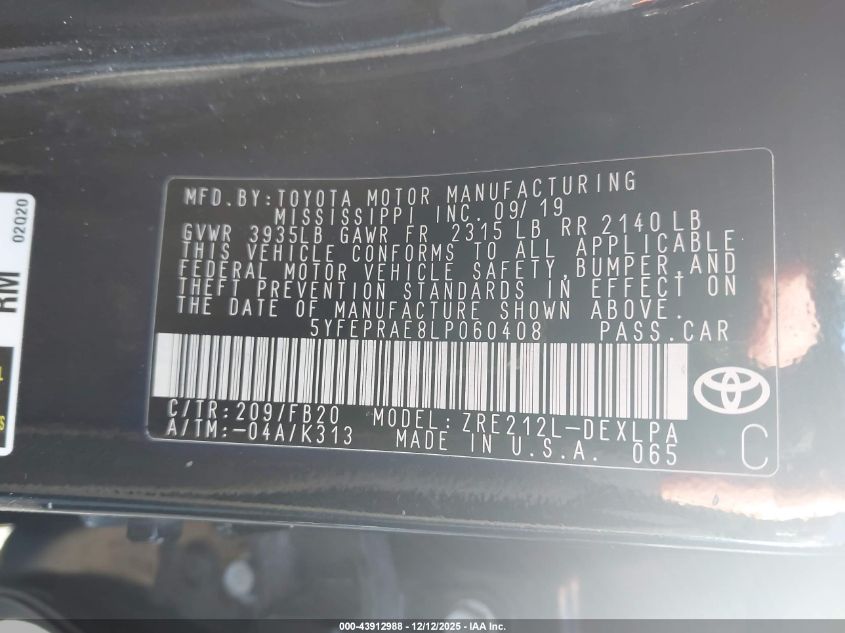 MFD.BY:TOYOTA MOTOR MANUFACTURING
MISSISSIPPI INC. 09/19
GVWR 3935LB GAWR FR 2315 LB RR 2140 LB
THIS VEHICLE CONFORMS TO ALL APPLICABLE
FEDERAL MOTOR VEHICLE SAFETY,BUMPER,AND
THEFT PREVENTION STANDARDS IN EFFECT ON
THE DATE OF MANUFACTURE SHOWN ABOVE.
5YFEPRAE8LP060408 PASS.CAR
C/TR:209/FB20 MODEL:ZRE212L-DEXLPA
A/TM:-04A/K313 MADE IN U.S.A. 065
C
02020
RM
000-43912988 - 12/12/2025 - IAA Inc.